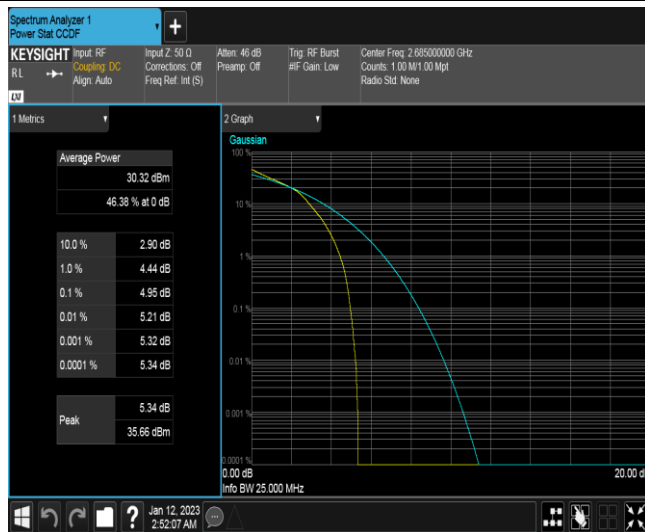 Spectrum Analyzer 1
Power Stat CCDF
+
KEYSIGHT
RL
LXI
Input: RF
Coupling: DC
Align: Auto
Input Z: 50 Ω
Corrections: Off
Freq Ref: Int (S)
Atten: 46 dB
Preamp: Off
Trig: RF Burst
#IF Gain: Low
Center Freq: 2.685000000 GHz
Counts: 1.00 M/1.00 Mpt
Radio Std: None
1 Metrics
Average Power
30.32 dBm
46.38 % at 0 dB
10.0 % 2.90 dB
1.0 % 4.44 dB
0.1 % 4.95 dB
0.01 % 5.21 dB
0.001 % 5.32 dB
0.0001 % 5.34 dB
Peak
5.34 dB
35.66 dBm
2 Graph
Gaussian
100 %
10 %
1 %
0.1 %
0.01 %
0.001 %
0.0001 %
0.00 dB
20.00 d
Info BW 25.000 MHz
?
Jan 12, 2023
2:52:07 AM